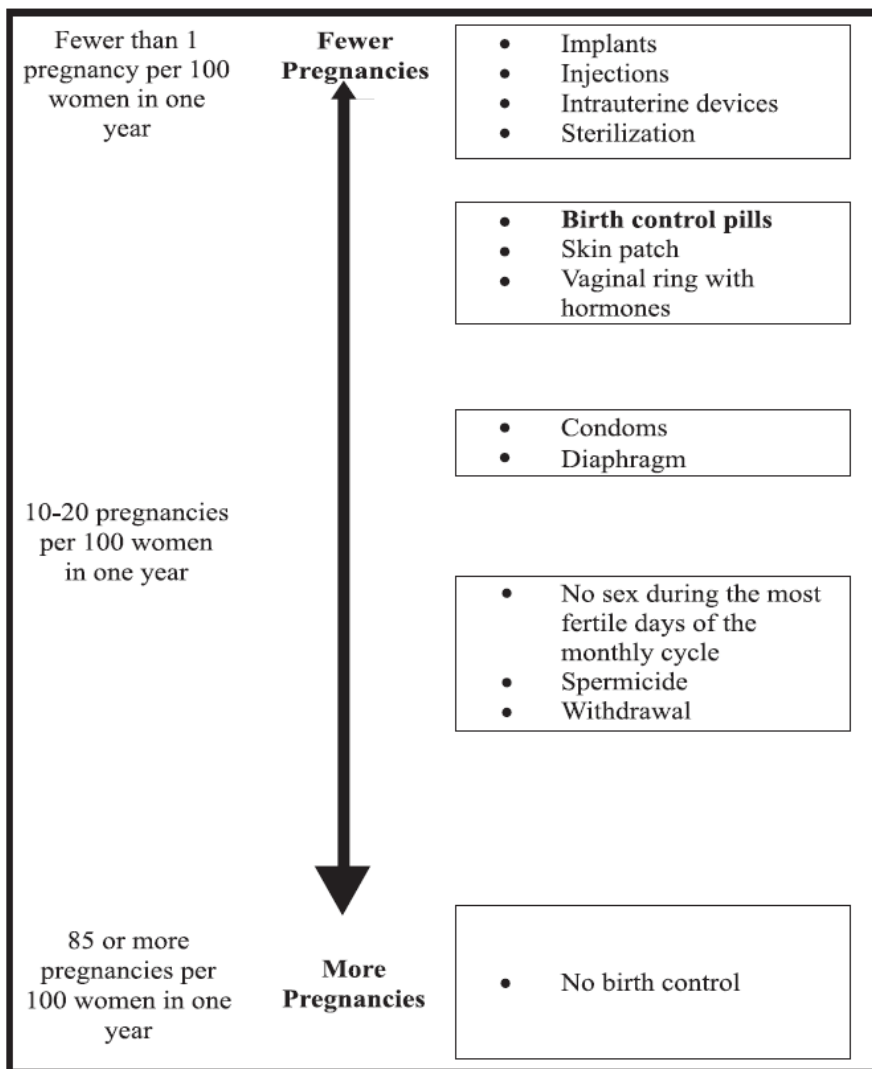 Fewer than 1
pregnancy per 100
women in one
year
Fewer
Pregnancies
• Implants
• Injections
• Intrauterine devices
• Sterilization
• Birth control pills
• Skin patch
• Vaginal ring with
hormones
• Condoms
• Diaphragm
10-20 pregnancies
per 100 women
in one year
• No sex during the most
fertile days of the
monthly cycle
• Spermicide
• Withdrawal
85 or more
pregnancies per
100 women in one
year
More
Pregnancies
• No birth control